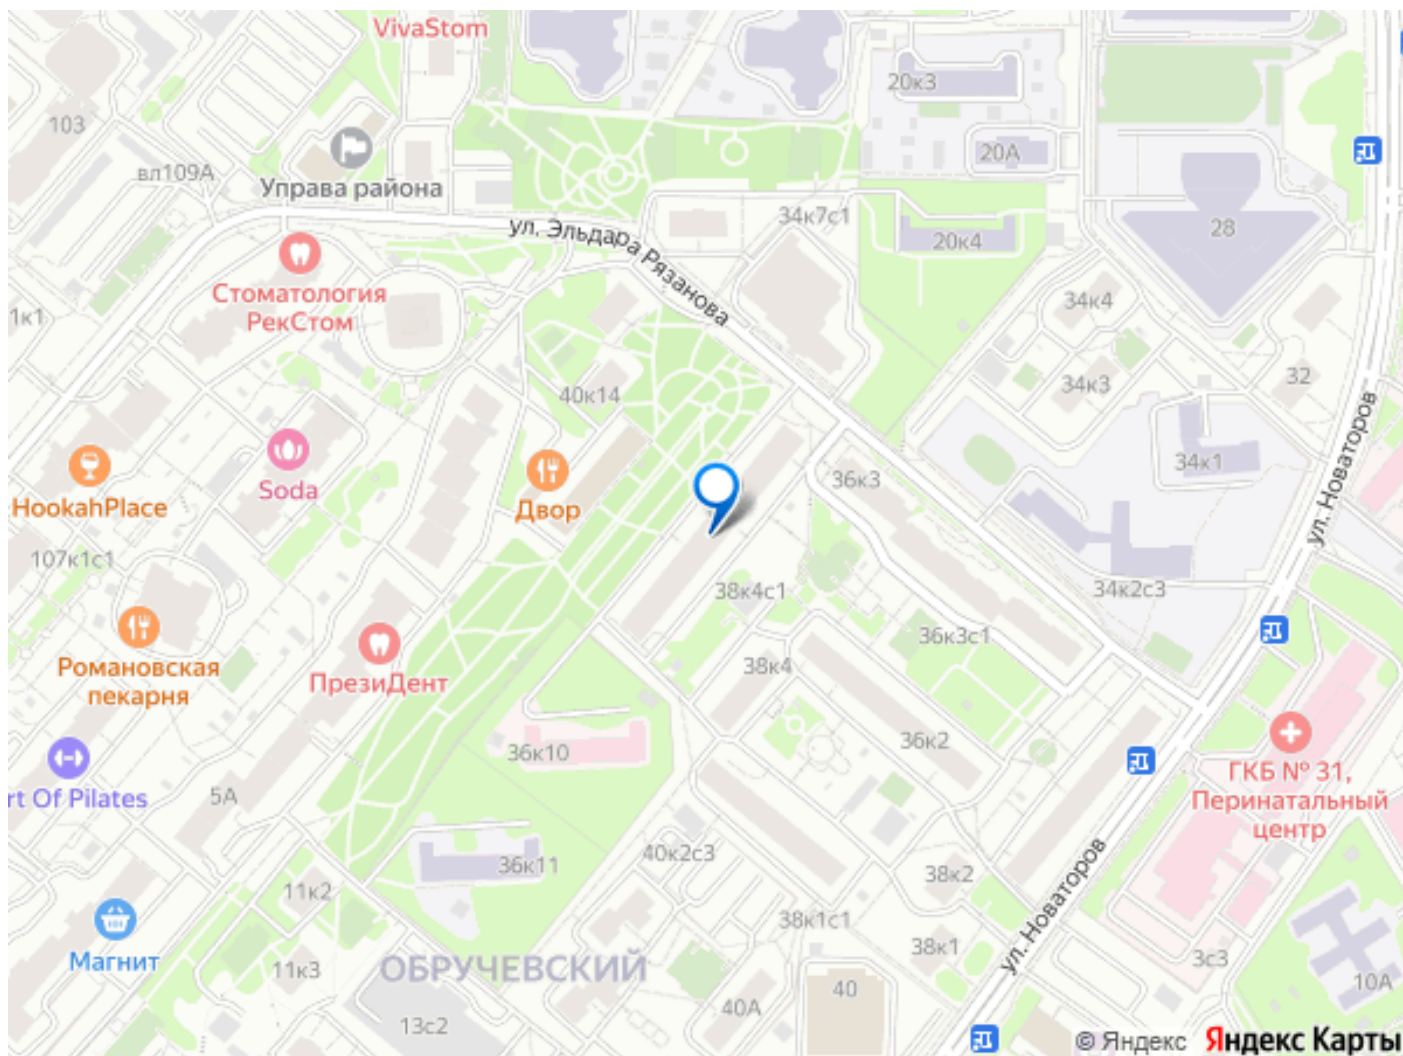 VivaStom
20к3
103
вл109А
Управа района
20А
34к7с1
20к4
28
ул. Эльдара Рязанова
Стоматология
РекСтом
1к1
34к4
34к3
32
40к14
HookahPlace
Soda
Двор
36к3
34к1
ул. Новаторов
107к1с1
38к4с1
34к2с3
Романовская
пекарня
ПрезиДент
36к3с1
38к4
36к10
36к2
rt Of Pilates
5А
ГКБ № 31,
Перинатальный
центр
36к11
40к2с3
38к2
11к2
38к1с1
38к1
ул. Новаторов
Магнит
11к3
ОБРУЧЕВСКИЙ
3с3
10А
40
40А
13с2
© Яндекс Яндекс Карты